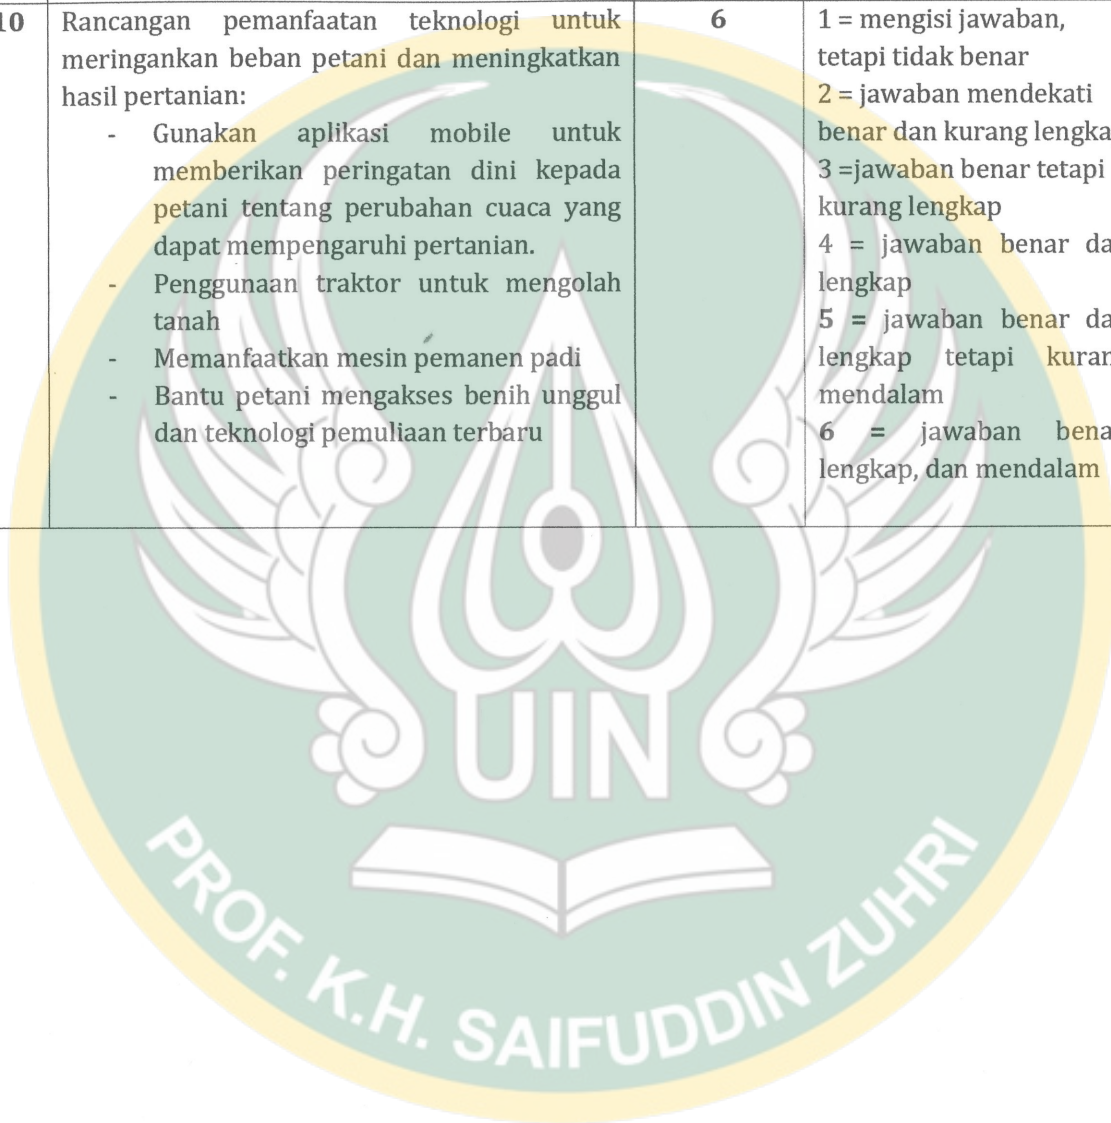 10 Rancangan pemanfaatan teknologi untuk
meringankan beban petani dan meningkatkan
hasil pertanian:
- Gunakan aplikasi mobile untuk
memberikan peringatan dini kepada
petani tentang perubahan cuaca yang
dapat mempengaruhi pertanian.
- Penggunaan traktor untuk mengolah
tanah
- Memanfaatkan mesin pemanen padi
- Bantu petani mengakses benih unggul
dan teknologi pemuliaan terbaru
6
1 = mengisi jawaban,
tetapi tidak benar
2 = jawaban mendekati
benar dan kurang lengka
3 =jawaban benar tetapi
kurang lengkap
4 = jawaban benar da
lengkap
5 = jawaban benar da
lengkap tetapi kuran
mendalam
6 = jawaban bena
lengkap, dan mendalam
UIN
PROF. K.H. SAIFUDDIN ZUHRI